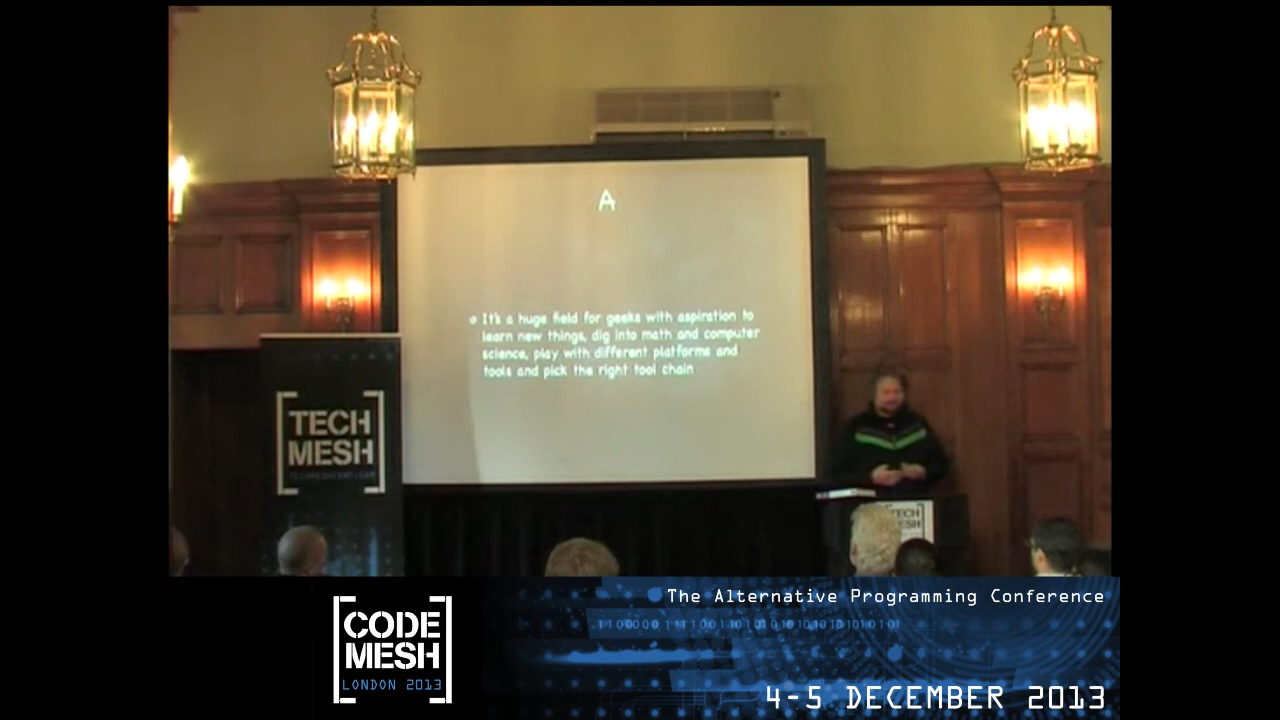 A
It's a huge field for geeks with aspiration to
learn new things, dig into math and computer
science, play with different platforms and
tools and pick the right tool chain
TECH
MESH
TECH
MESH
The Alternative Programming Conference
CODE
MESH
LONDON 2013
4-5 DECEMBER 2013